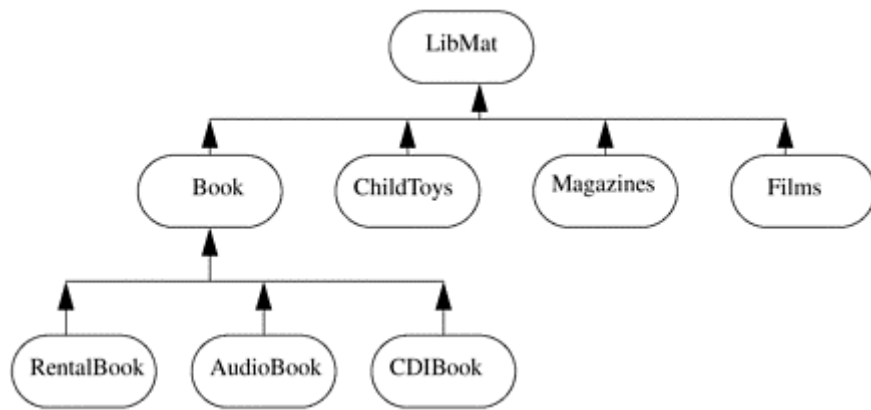 LibMat
Book
ChildToys
Magazines
Films
RentalBook
AudioBook
CDIBook